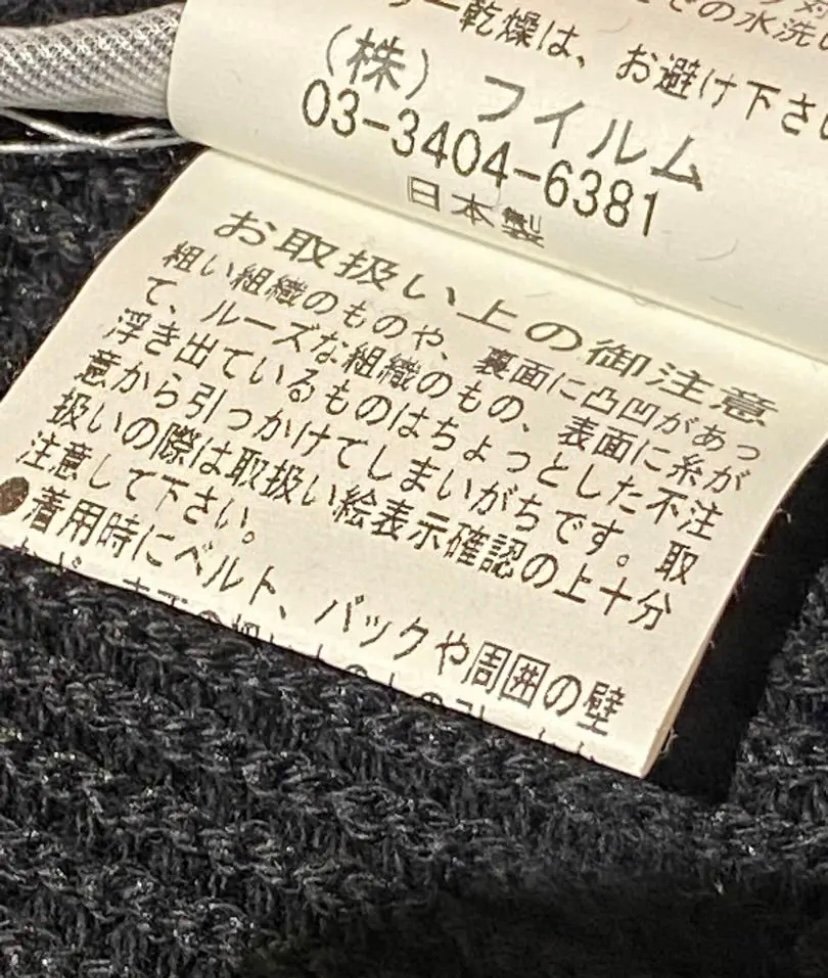 での水洗い
乾燥は、お避け下さい
(株) フイルム
03-3404-6381
日本製
お取扱い上の御注意
粗い組織のものや、裏面に凸凹があっ
て、ルーズな組織のもの、表面に糸が
浮き出ているものはちょっとした不注
意から引っかけてしまいがちです。取
扱いの際は取扱い絵表示確認の上十分
注意して下さい。
●着用時にベルト、バックや周囲の壁